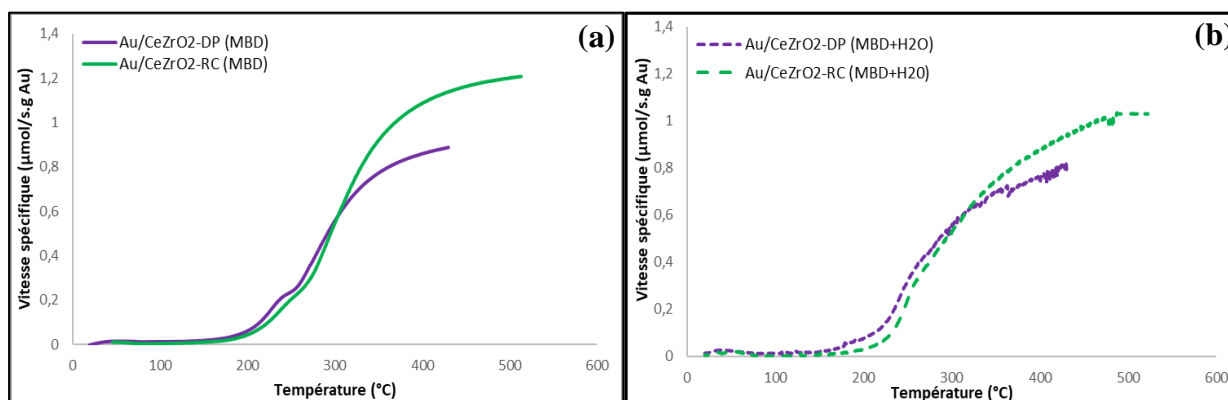 (a)
Au/CeZrO2-DP (MBD)
Au/CeZrO2-RC (MBD)
Vitesse spécifique (µmol/s.g Au)
1,4
1,2
1
0,8
0,6
0,4
0,2
0
0 100 200 300 400 500 600
Température (°C)
(b)
Au/CeZrO2-DP (MBD+H2O)
Au/CeZrO2-RC (MBD+H20)
Vitesse spécifique (µmol/s.g Au)
1,4
1,2
1
0,8
0,6
0,4
0,2
0
0 100 200 300 400 500 600
Température (°C)